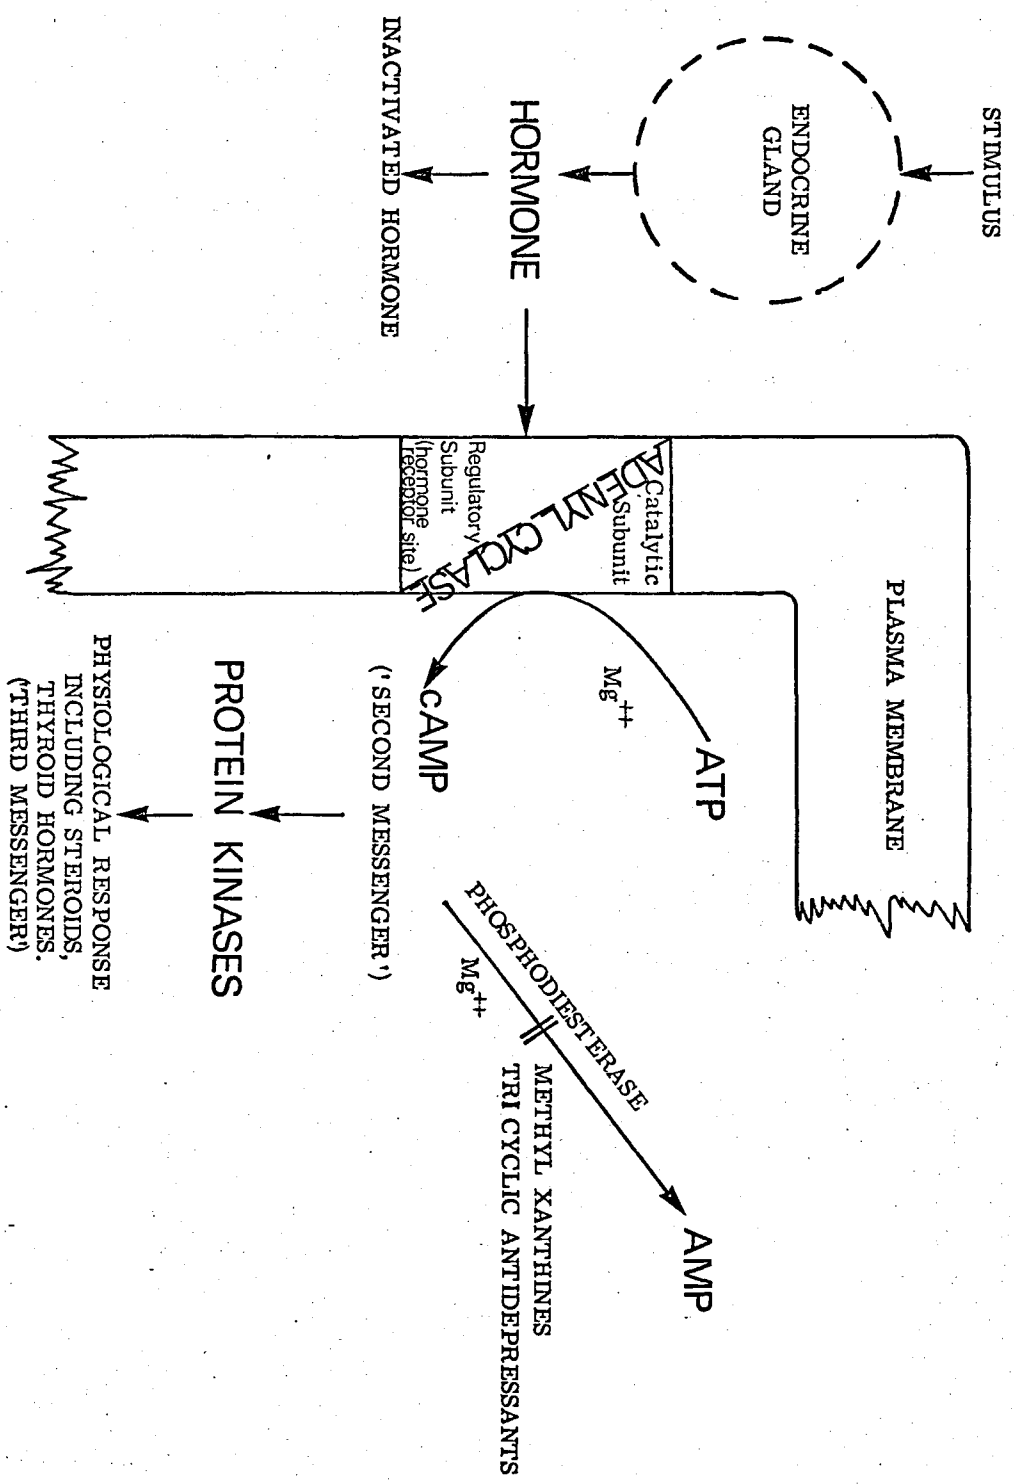 STIMULUS
ENDOCRINE
GLAND
HORMONE
INACTIVATED HORMONE
PLASMA MEMBRANE
ADENYL CYCLASE
Catalytic
Subunit
Regulatory
Subunit
(hormone
receptor site)
ATP
Mg++
cAMP
('SECOND MESSENGER')
PROTEIN KINASES
PHYSIOLOGICAL RESPONSE
INCLUDING STEROIDS,
THYROID HORMONES.
('THIRD MESSENGER')
PHOSPHODIESTERASE
Mg++
METHYL XANTHINES
TRI CYCLIC ANTIDEPRESSANTS
AMP